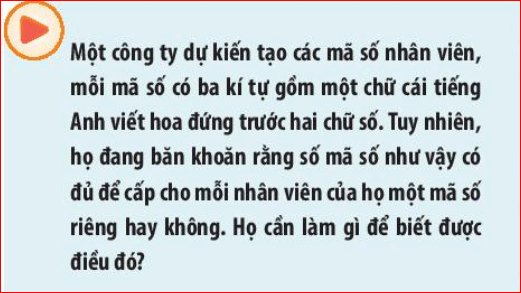 Một công ty dự kiến tạo các mã số nhân viên,
mỗi mã số có ba kí tự gồm một chữ cái tiếng
Anh viết hoa đứng trước hai chữ số. Tuy nhiên,
họ đang băn khoăn rằng số mã số như vậy có
đủ để cấp cho mỗi nhân viên của họ một mã số
riêng hay không. Họ cần làm gì để biết được
điều đó?